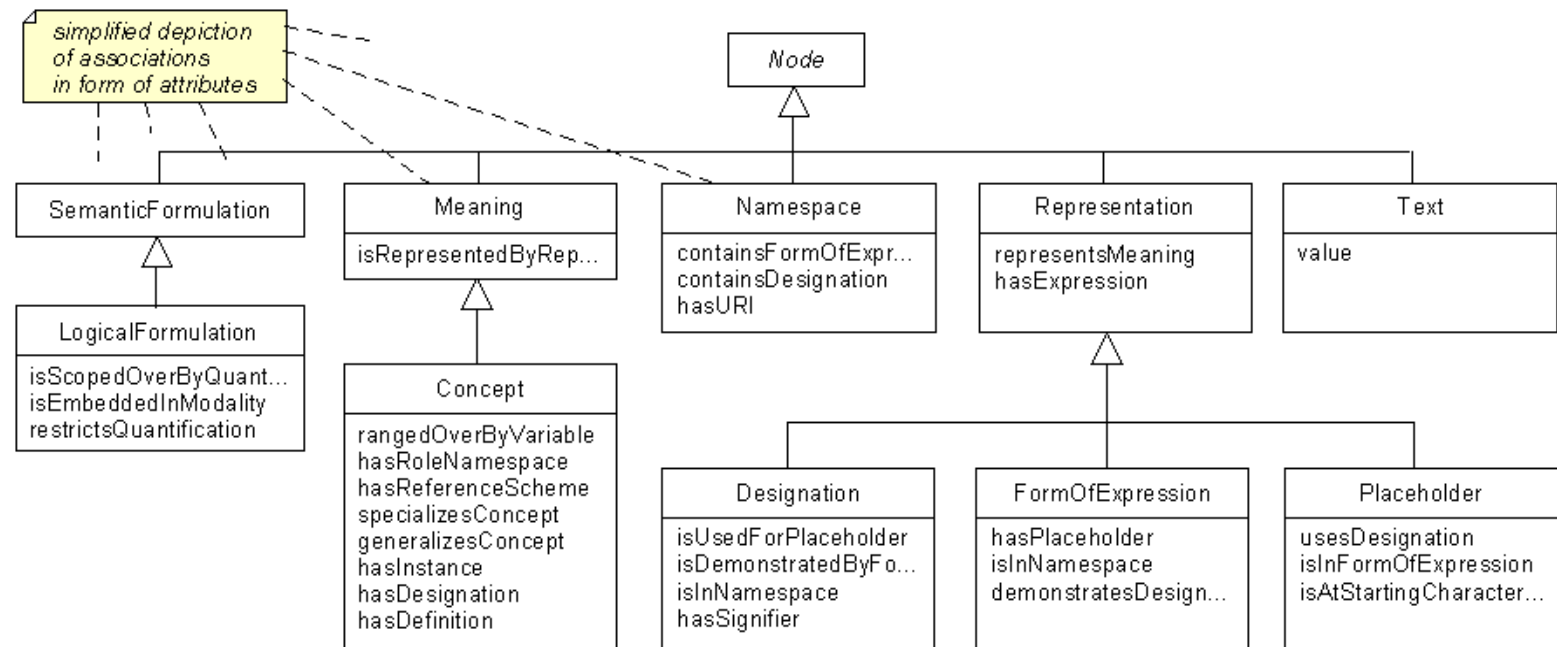 simplified depiction
of associations
in form of attributes
Node
SemanticFormulation
Meaning
isRepresentedByRep...
Namespace
containsFormOfExpr...
containsDesignation
hasURI
Representation
representsMeaning
hasExpression
Text
value
LogicalFormulation
isScopedOverByQuant...
isEmbeddedInModality
restrictsQuantification
Concept
rangedOverByVariable
hasRoleNamespace
hasReferenceScheme
specializesConcept
generalizesConcept
hasInstance
hasDesignation
hasDefinition
Designation
isUsedForPlaceholder
isDemonstratedByFo...
isInNamespace
hasSignifier
FormOfExpression
hasPlaceholder
isInNamespace
demonstratesDesign...
Placeholder
usesDesignation
isInFormOfExpression
isAtStartingCharacter...